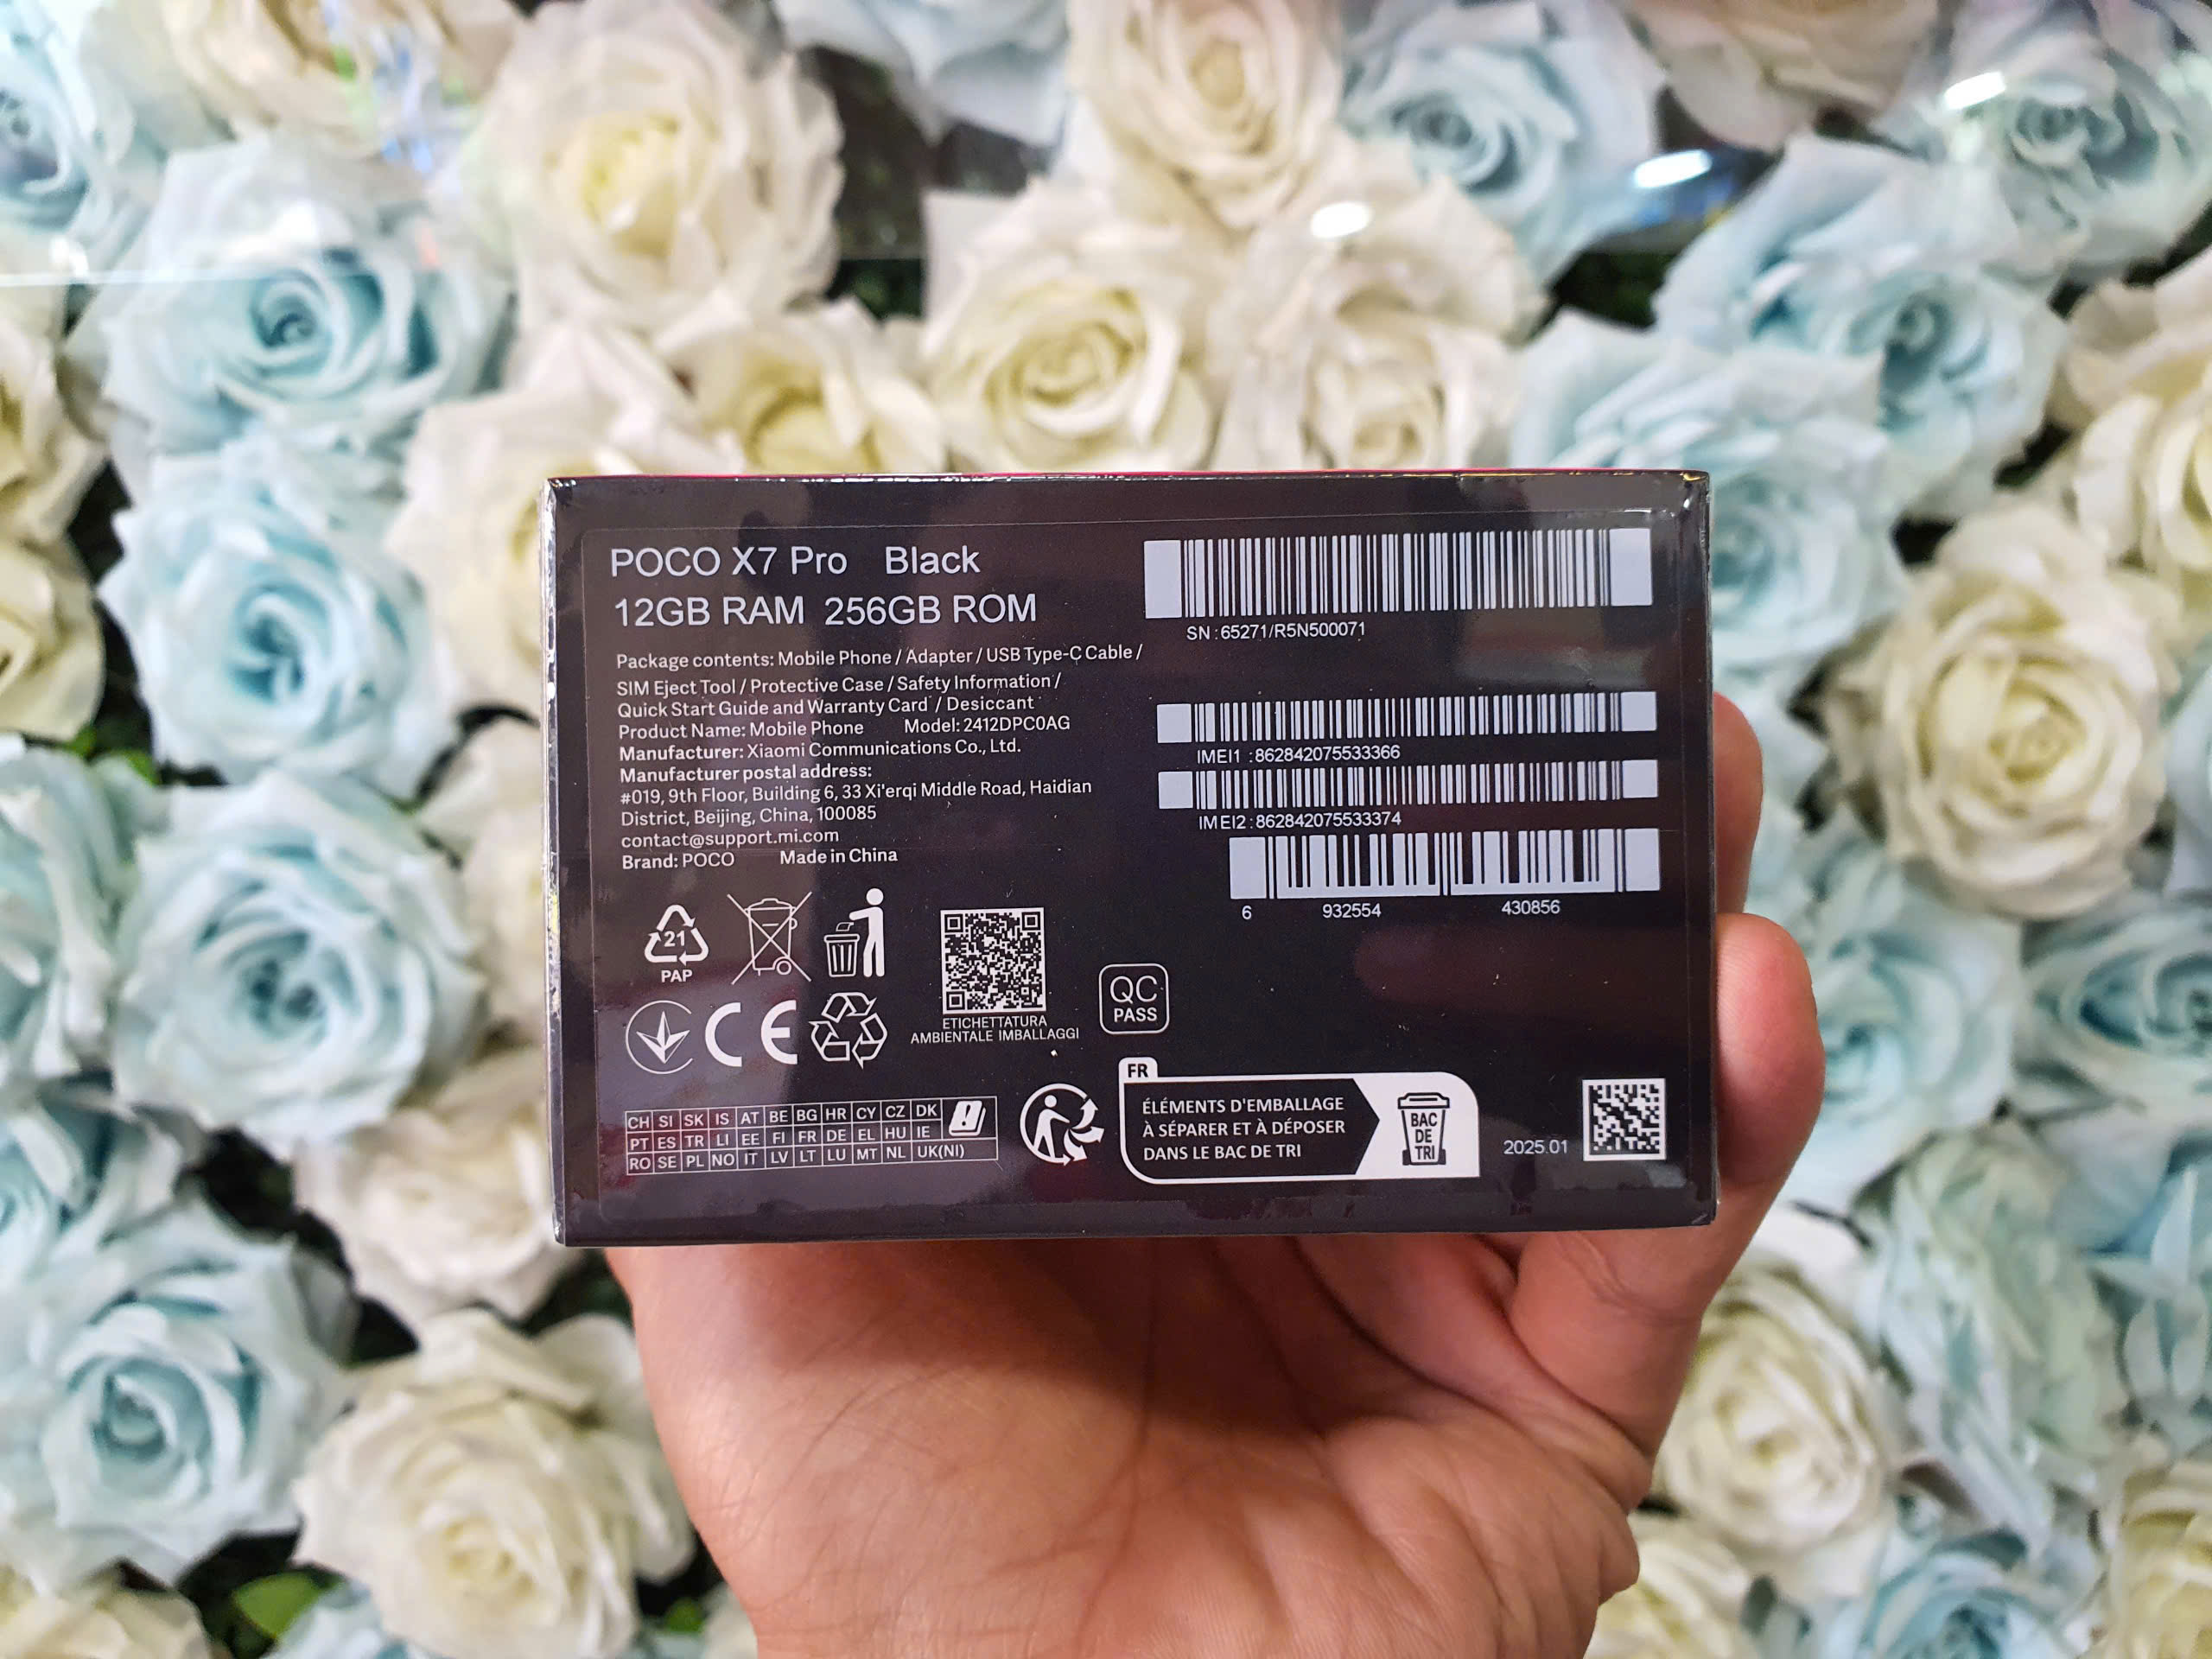 POCO X7 Pro Black
12GB RAM 256GB ROM
Package contents: Mobile Phone / Adapter / USB Type-C Cable /
SIM Eject Tool / Protective Case / Safety Information /
Quick Start Guide and Warranty Card / Desiccant
Product Name: Mobile Phone Model: 2412DPC0AG
Manufacturer: Xiaomi Communications Co., Ltd.
Manufacturer postal address:
#019, 9th Floor, Building 6, 33 Xi'erqi Middle Road, Haidian
District, Beijing, China, 100085
contact@support.mi.com
Brand: POCO Made in China
SN : 65271/R5N500071
IMEI1 : 862842075533366
IMEI2 : 862842075533374
6 932554 430856
21
PAP
CE
ETICHETTATURA
AMBIENTALE IMBALLAGGI
QC
PASS
CH SI SK IS AT BE BG HR CY CZ DK
PT ES TR LI EE FI FR DE EL HU IE
RO SE PL NO IT LV LT LU MT NL UK(NI)
FR
ÉLÉMENTS D'EMBALLAGE
À SÉPARER ET À DÉPOSER
DANS LE BAC DE TRI
BAC
DE
TRI
2025.01